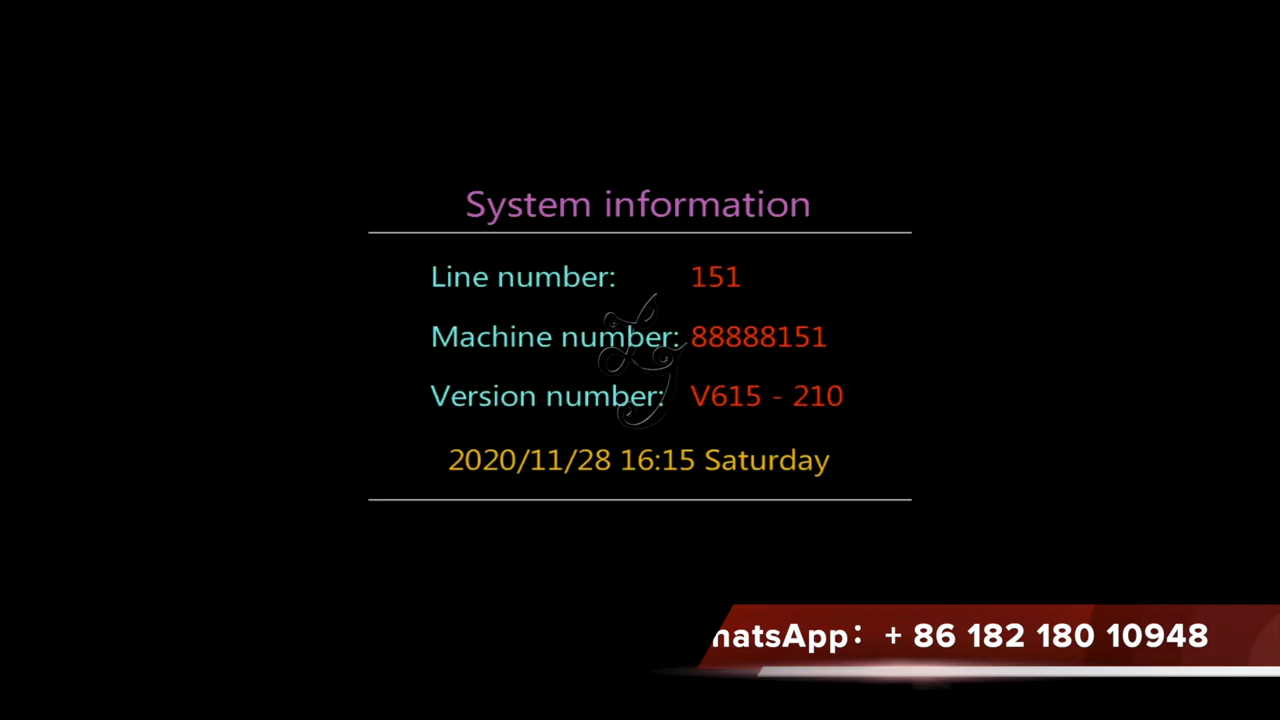 System information
Line number: 151
Machine number: 88888151
Version number: V615 - 210
2020/11/28 16:15 Saturday
hatsApp：+ 86 182 180 10948